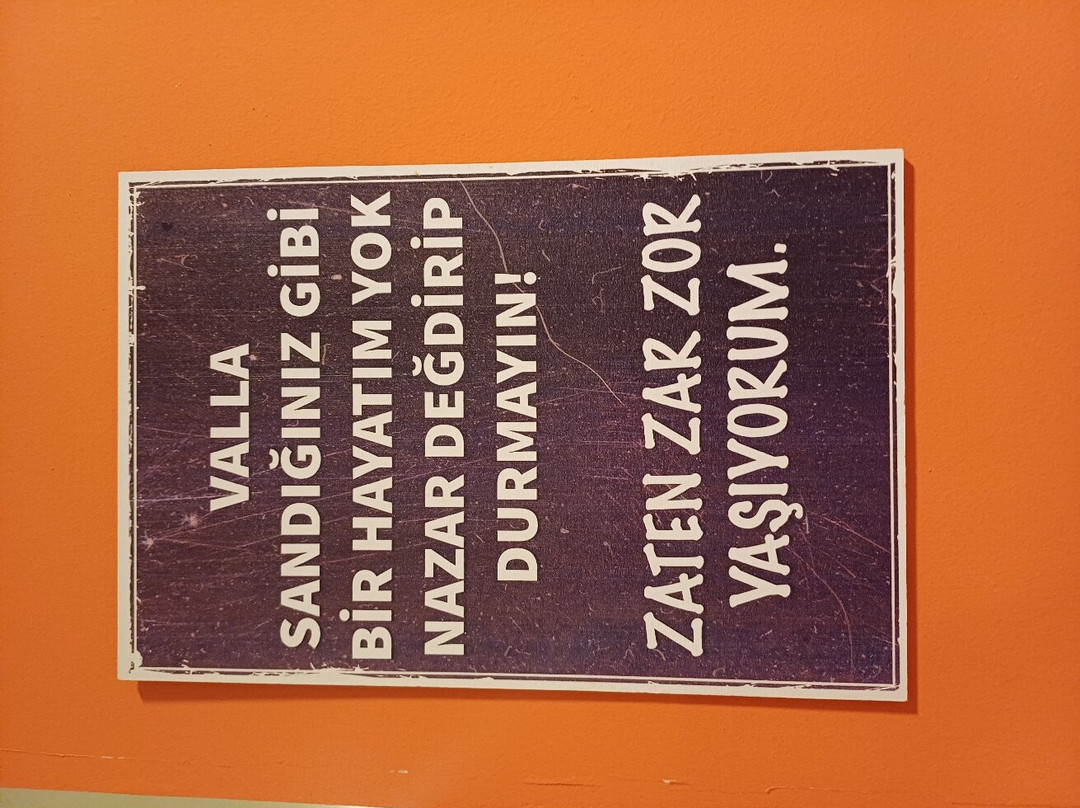 VALLA
SANDIĞINIZ GİBİ
BİR HAYATIM YOK
NAZAR DEĞDİRİP
DURMAYIN!
ZATEN ZAR ZOR
YAŞIYORUM.